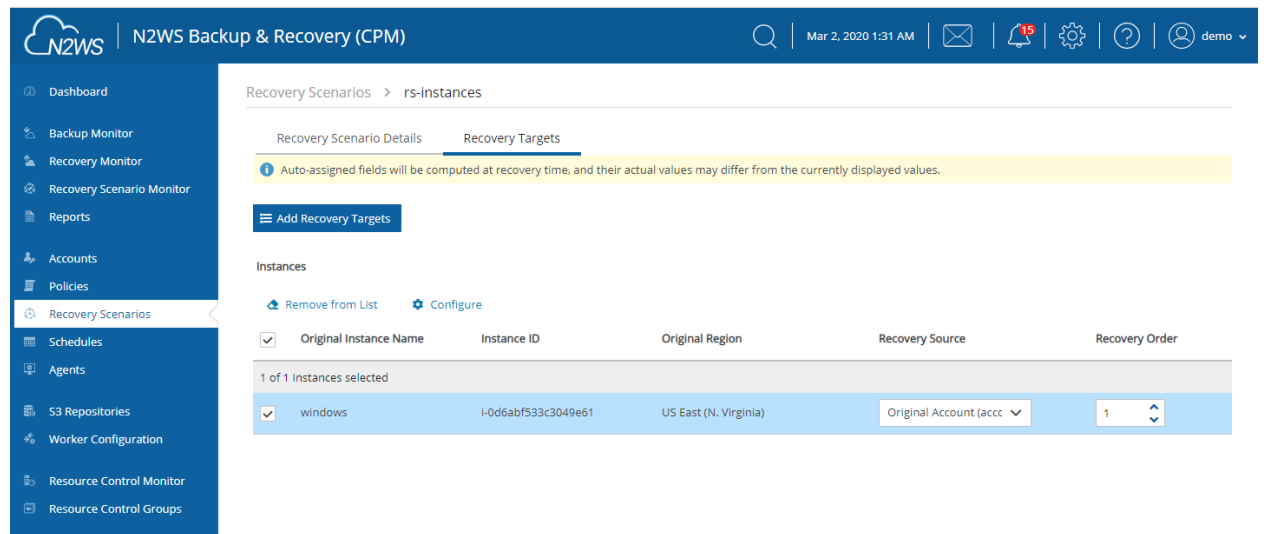 N2WS N2WS Backup & Recovery (CPM) Mar 2, 2020 1:31 AM 15 ? demo
Dashboard
Backup Monitor
Recovery Monitor
Recovery Scenario Monitor
Reports
Accounts
Policies
Recovery Scenarios
Schedules
Agents
S3 Repositories
Worker Configuration
Resource Control Monitor
Resource Control Groups
Recovery Scenarios > rs-instances
Recovery Scenario Details Recovery Targets
Auto-assigned fields will be computed at recovery time, and their actual values may differ from the currently displayed values.
Add Recovery Targets
Instances
Remove from List Configure
Original Instance Name Instance ID Original Region Recovery Source Recovery Order
1 of 1 Instances selected
windows i-0d6abf533c3049e61 US East (N. Virginia) Original Account (accc 1